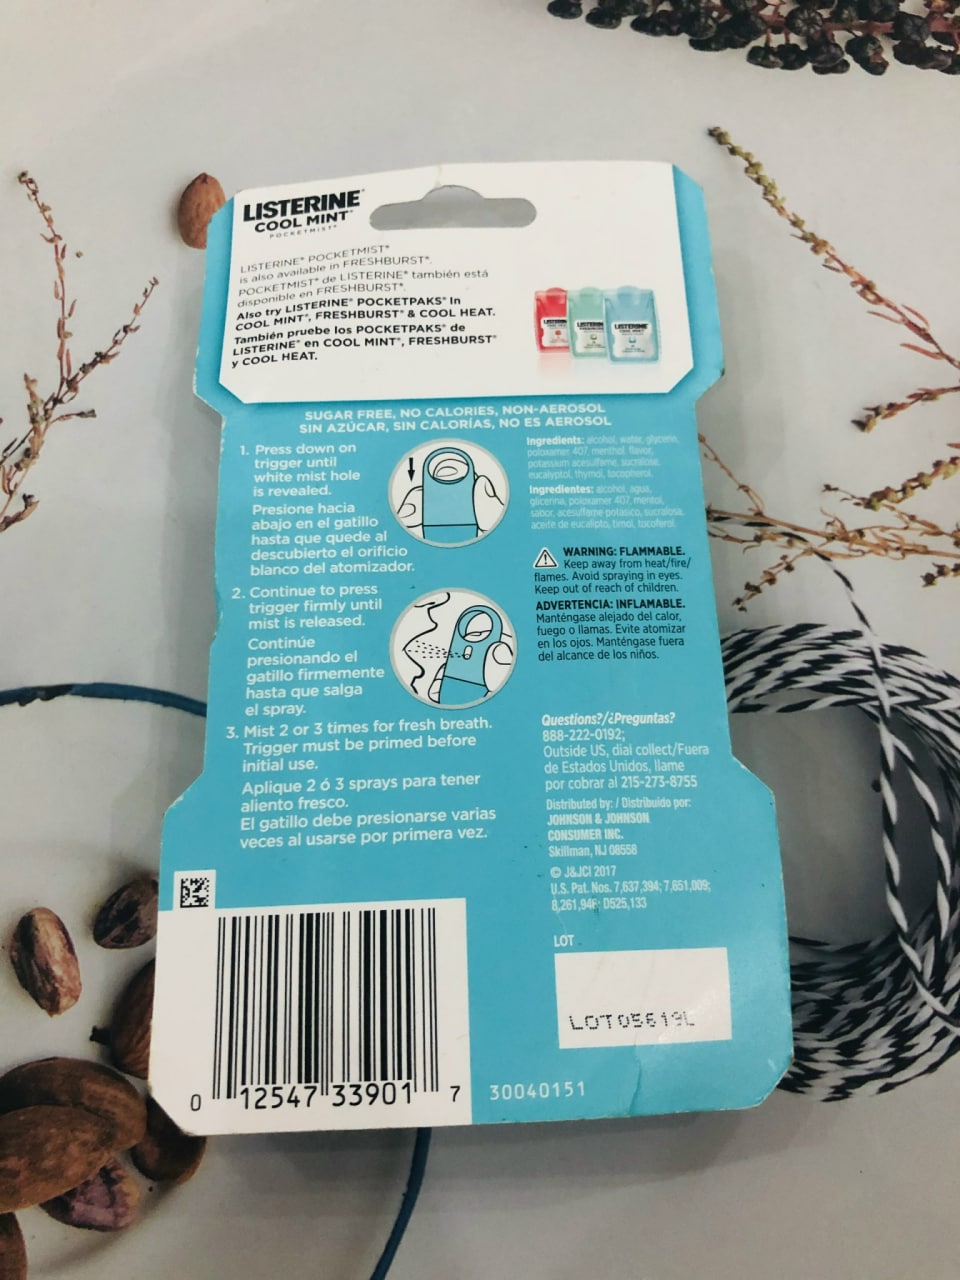 LISTERINE®
COOL MINT®
POCKETMIST®
LISTERINE® POCKETMIST®
is also available in FRESHBURST®.
POCKETMIST® de LISTERINE® también está
disponible en FRESHBURST®.
Also try LISTERINE® POCKETPAKS® in
COOL MINT®, FRESHBURST® & COOL HEAT.
También pruebe los POCKETPAKS® de
LISTERINE® en COOL MINT®, FRESHBURST®
y COOL HEAT.
LISTERINE
LISTERINE
LISTERINE
COOL MINT
SUGAR FREE, NO CALORIES, NON-AEROSOL
SIN AZÚCAR, SIN CALORÍAS, NO ES AEROSOL
1. Press down on
trigger until
white mist hole
is revealed.
Presione hacia
abajo en el gatillo
hasta que quede al
descubierto el orificio
blanco del atomizador.
2. Continue to press
trigger firmly until
mist is released.
Continúe
presionando el
gatillo firmemente
hasta que salga
el spray.
3. Mist 2 or 3 times for fresh breath.
Trigger must be primed before
initial use.
Aplique 2 ó 3 sprays para tener
aliento fresco.
El gatillo debe presionarse varias
veces al usarse por primera vez.
Ingredients: alcohol, water, glycerin,
poloxamer 407, menthol, flavor,
potassium acesulfame, sucralose,
eucalyptol, thymol, tocopherol.
Ingredientes: alcohol, agua,
glicerina, poloxamer 407, mentol,
sabor, acesulfame potásico, sucralosa,
aceite de eucalipto, timol, tocoferol.
WARNING: FLAMMABLE.
Keep away from heat/fire/
flames. Avoid spraying in eyes.
Keep out of reach of children.
ADVERTENCIA: INFLAMABLE.
Manténgase alejado del calor,
fuego o llamas. Evite atomizar
en los ojos. Manténgase fuera
del alcance de los niños.
Questions?/¿Preguntas?
888-222-0192;
Outside US, dial collect/Fuera
de Estados Unidos, llame
por cobrar al 215-273-8755
Distributed by: / Distribuido por:
JOHNSON & JOHNSON
CONSUMER INC.
Skillman, NJ 08558
© J&JCI 2017
U.S. Pat. Nos. 7,637,394; 7,651,009;
D525,133
LOT
LOT 05619L
0 12547 33901 7
30040151